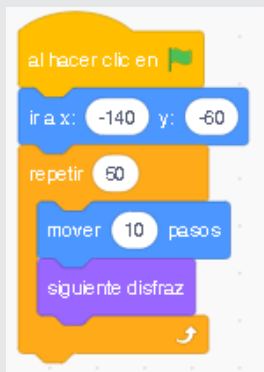 al hacer clic en
ir a x: -140 y: -60
repetir 50
mover 10 pasos
siguiente disfraz